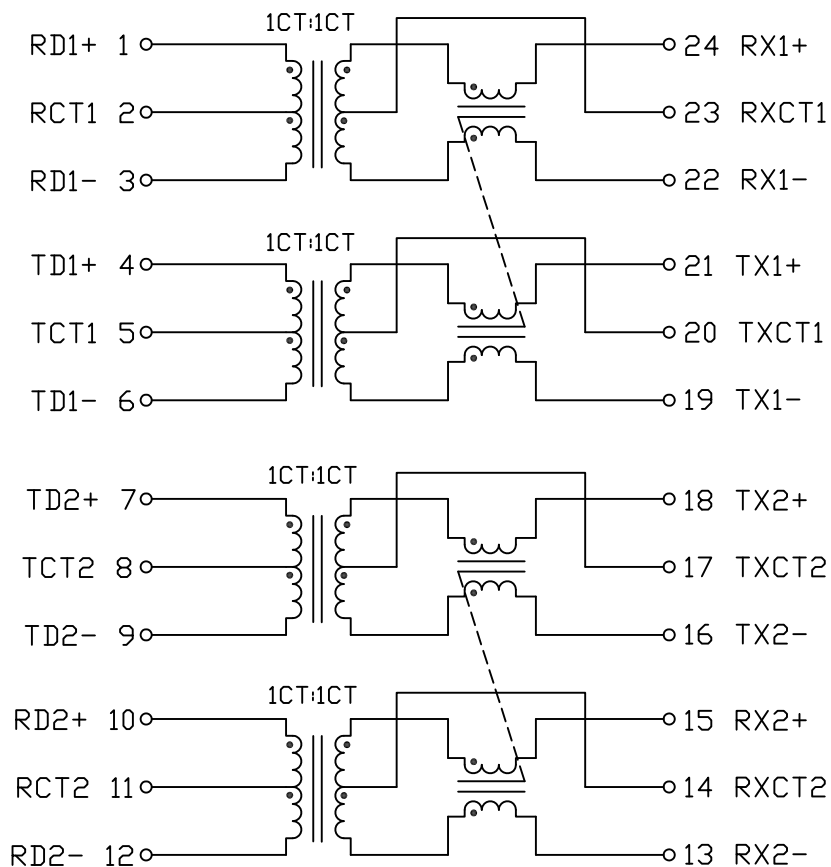 1CT:1CT
RD1+ 1 24 RX1+
RCT1 2 23 RXCT1
RD1- 3 22 RX1-
1CT:1CT
TD1+ 4 21 TX1+
TCT1 5 20 TXCT1
TD1- 6 19 TX1-
1CT:1CT
TD2+ 7 18 TX2+
TCT2 8 17 TXCT2
TD2- 9 16 TX2-
1CT:1CT
RD2+ 10 15 RX2+
RCT2 11 14 RXCT2
RD2- 12 13 RX2-